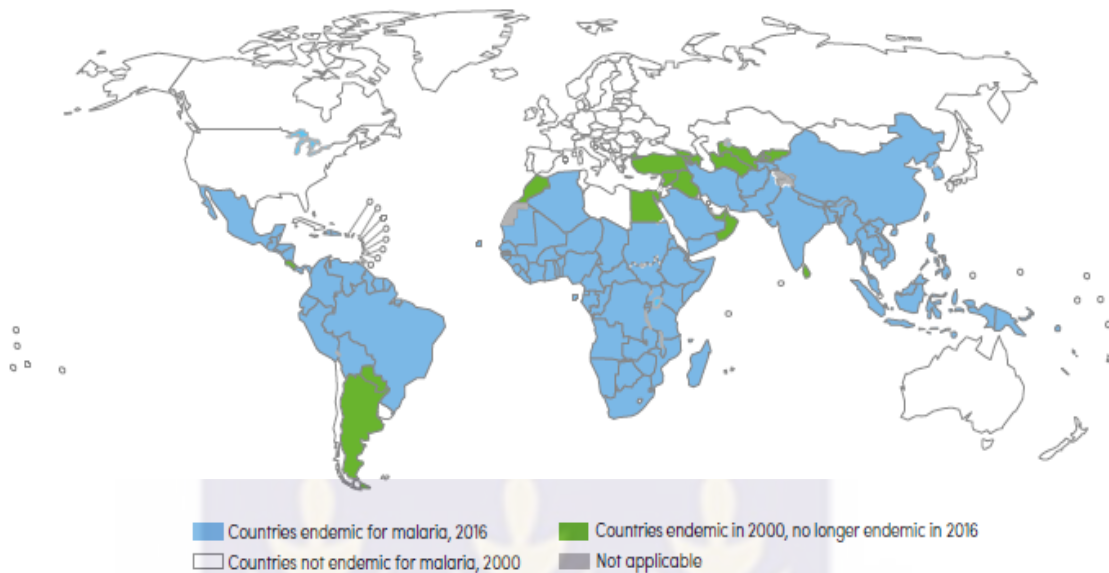 Countries endemic for malaria, 2016
Countries endemic in 2000, no longer endemic in 2016
Countries not endemic for malaria, 2000
Not applicable